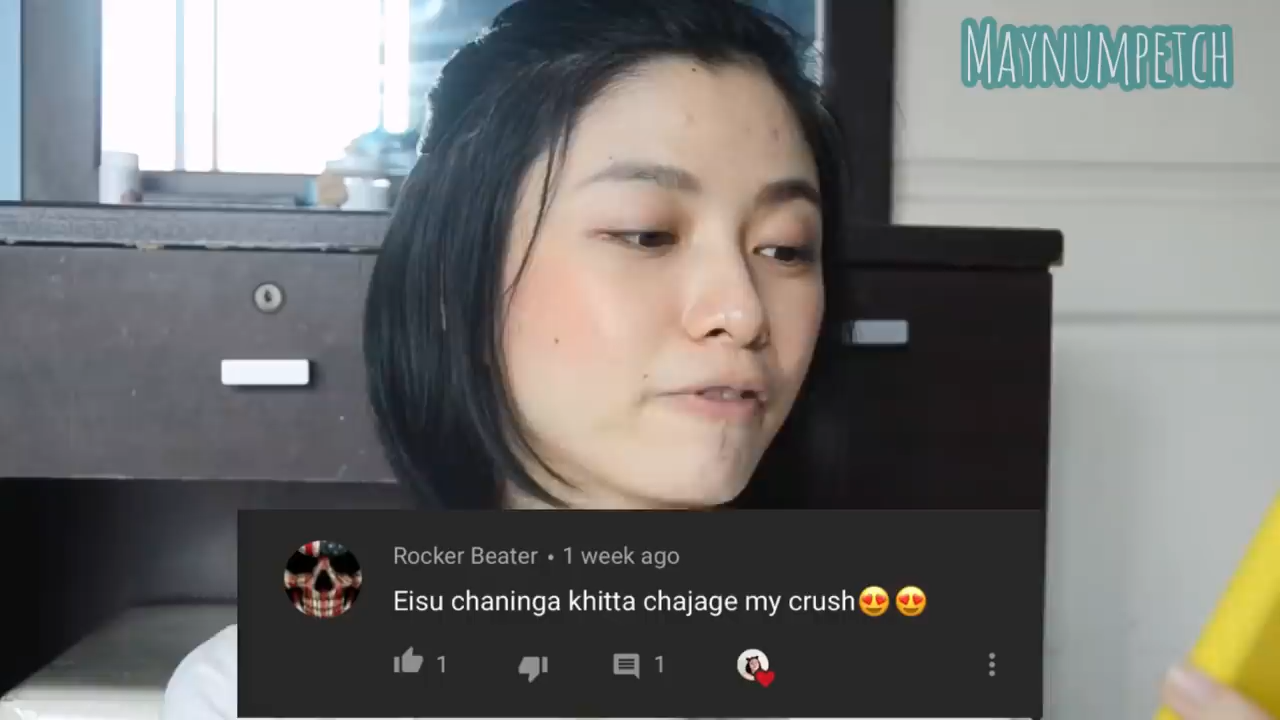 MAYNUMPETCH
Rocker Beater • 1 week ago
Eisu chaninga khitta chajage my crush😍😍
1
1